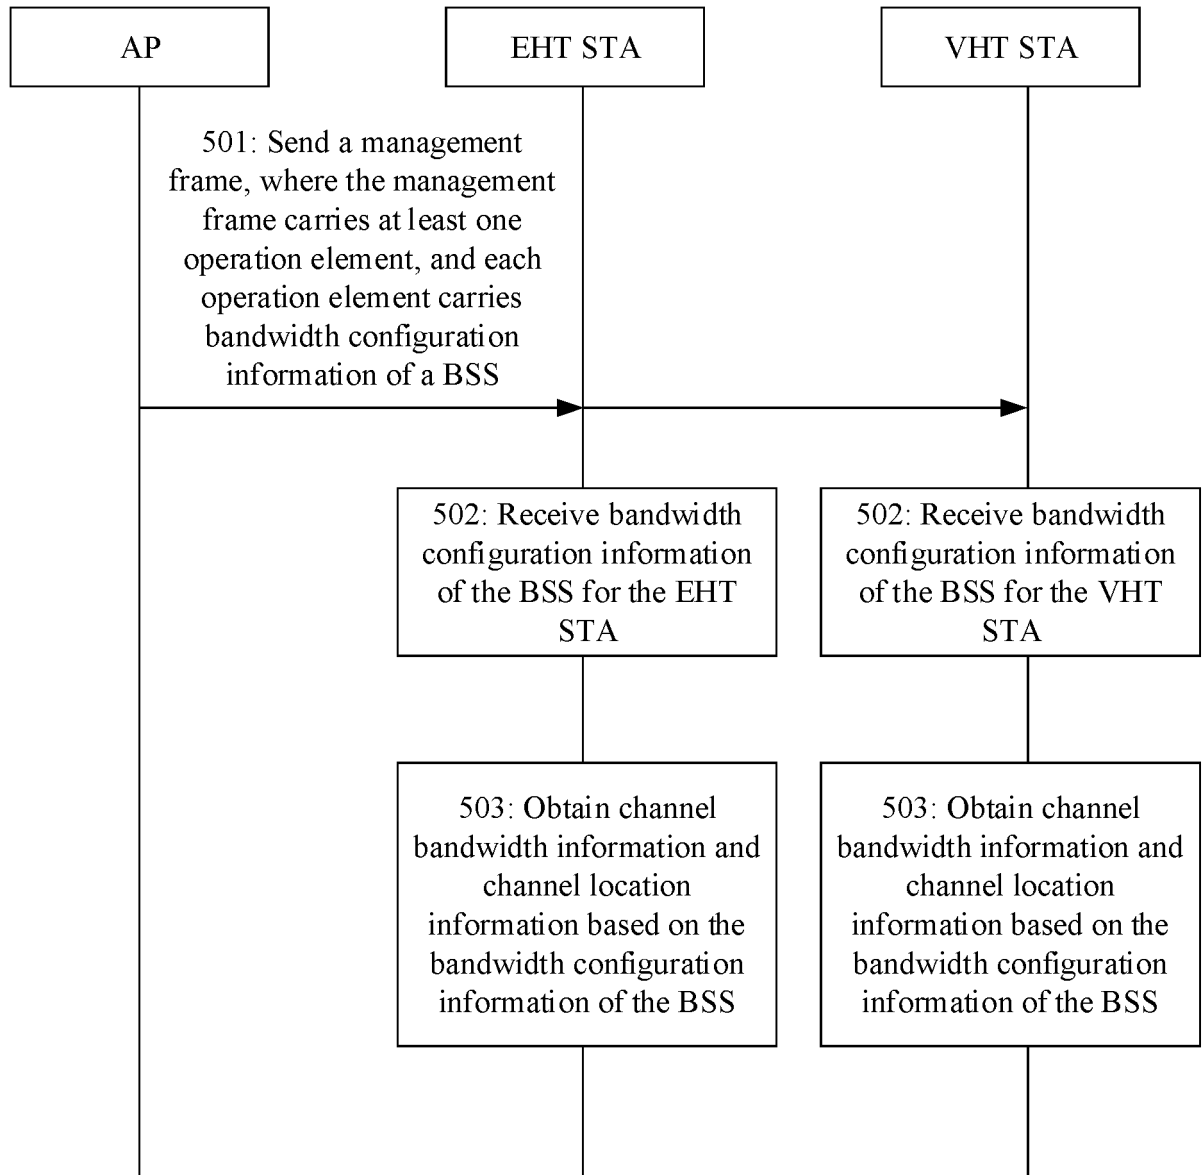 AP
EHT STA
VHT STA
501: Send a management
frame, where the management
frame carries at least one
operation element, and each
operation element carries
bandwidth configuration
information of a BSS
502: Receive bandwidth
configuration information
of the BSS for the EHT
STA
502: Receive bandwidth
configuration information
of the BSS for the VHT
STA
503: Obtain channel
bandwidth information and
channel location
information based on the
bandwidth configuration
information of the BSS
503: Obtain channel
bandwidth information and
channel location
information based on the
bandwidth configuration
information of the BSS